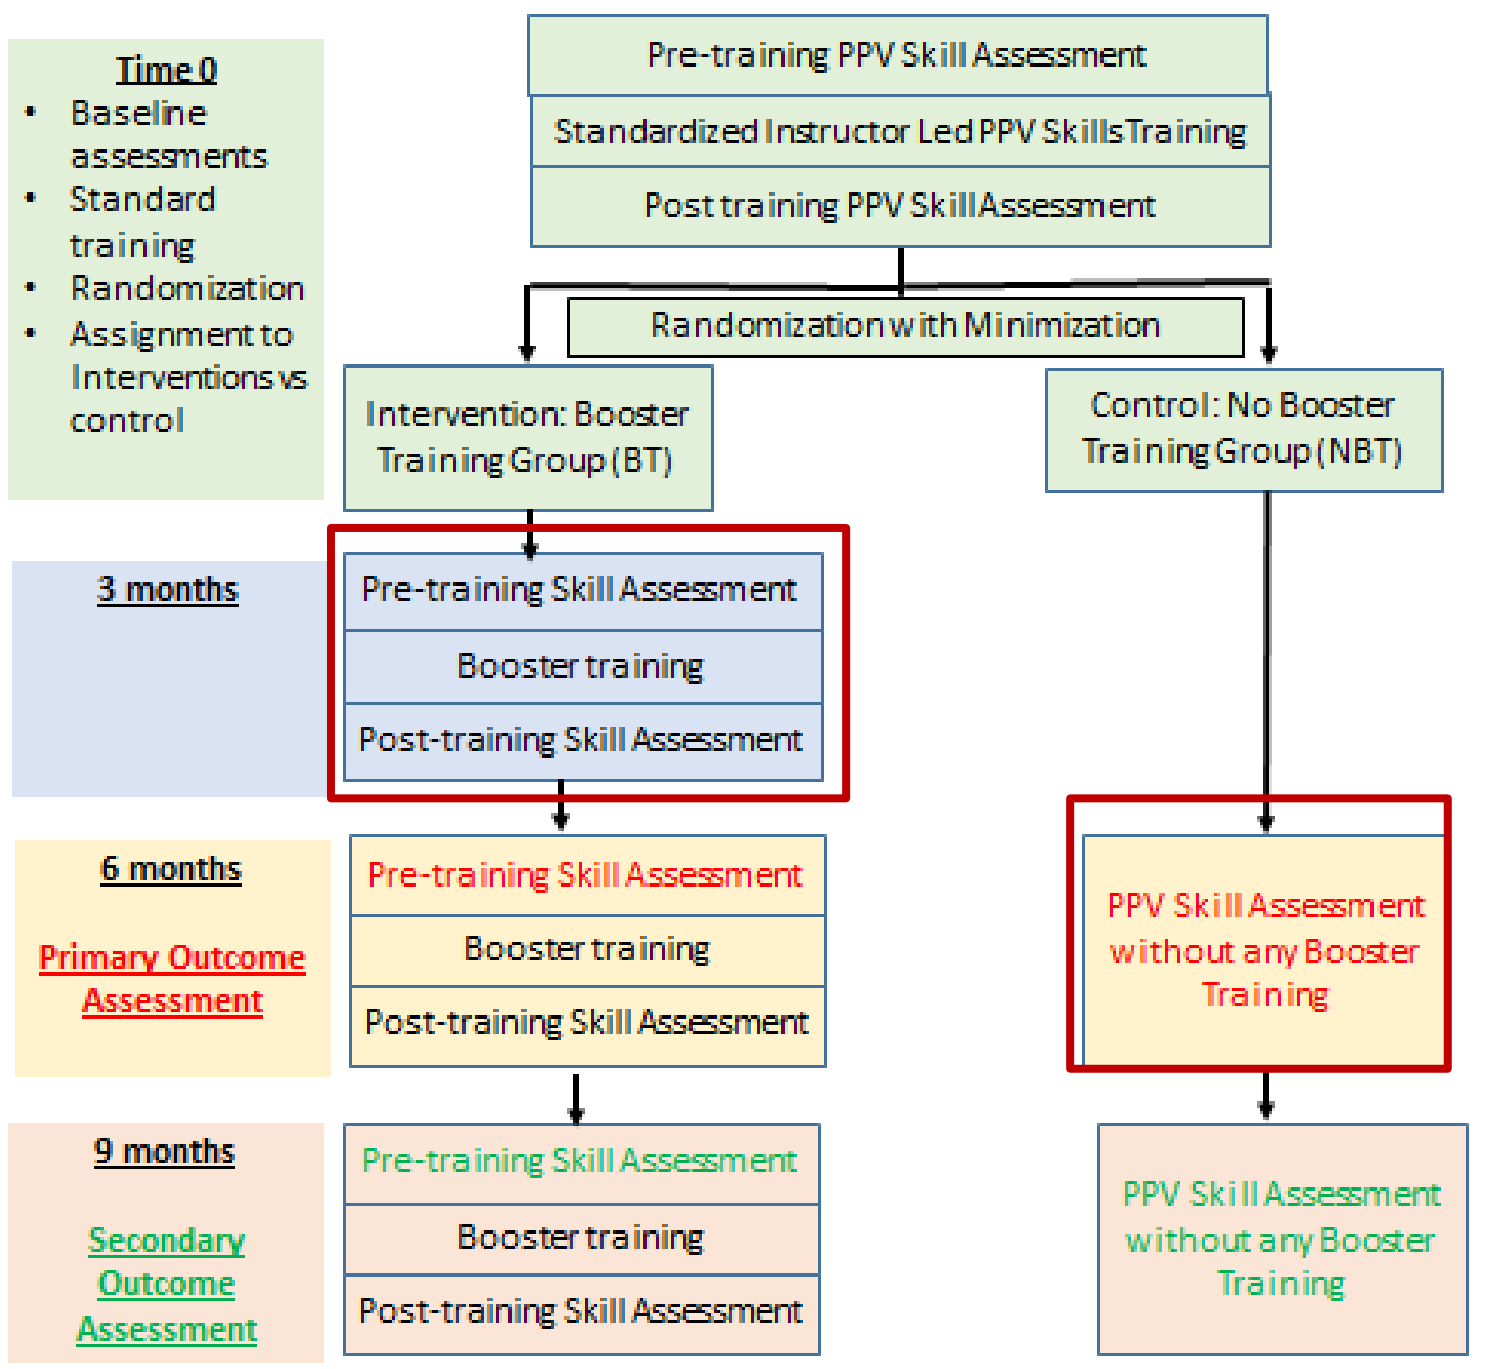 Time 0
• Baseline
assessments
• Standard
training
• Randomization
• Assignment to
Interventions vs
control
Pre-training PPV Skill Assessment
Standardized Instructor Led PPV Skills Training
Post training PPV Skill Assessment
Randomization with Minimization
Intervention: Booster
Training Group (BT)
Control: No Booster
Training Group (NBT)
3 months
Pre-training Skill Assessment
Booster training
Post-training Skill Assessment
6 months
Primary Outcome
Assessment
Pre-training Skill Assessment
Booster training
Post-training Skill Assessment
PPV Skill Assessment
without any Booster
Training
9 months
Secondary
Outcome
Assessment
Pre-training Skill Assessment
Booster training
Post-training Skill Assessment
PPV Skill Assessment
without any Booster
Training